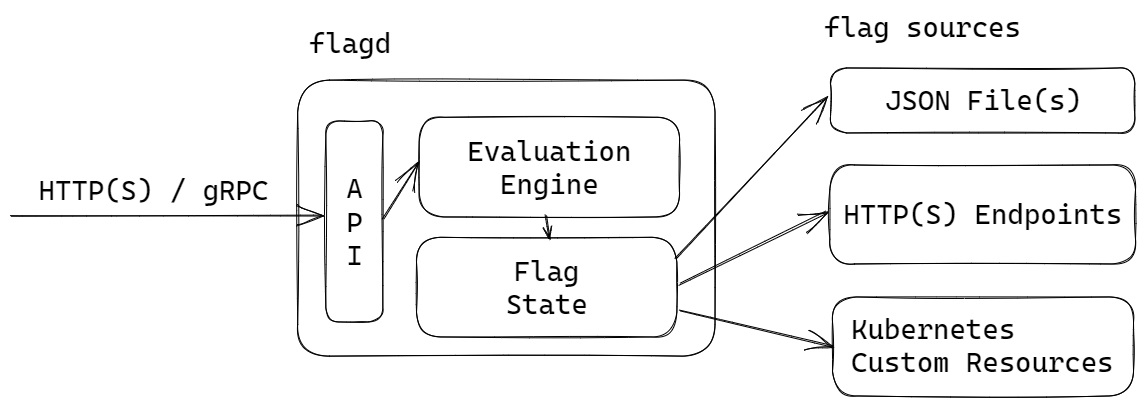 flagd
flag sources
HTTP(S) / gRPC
A
P
I
Evaluation
Engine
Flag
State
JSON File(s)
HTTP(S) Endpoints
Kubernetes
Custom Resources